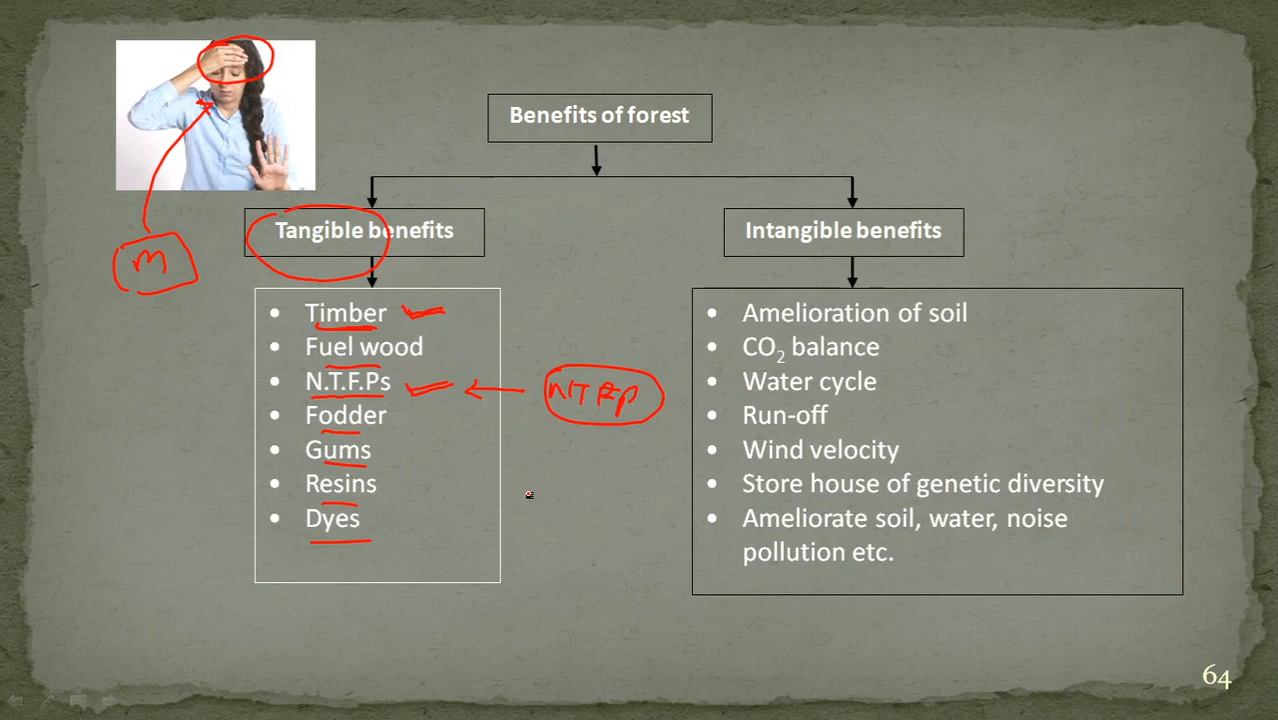 Benefits of forest
Tangible benefits
m
• Timber
• Fuel wood
• N.T.F.Ps
• Fodder
• Gums
• Resins
• Dyes
Intangible benefits
• Amelioration of soil
• CO₂ balance
• Water cycle
• Run-off
• Wind velocity
• Store house of genetic diversity
• Ameliorate soil, water, noise
pollution etc.
64